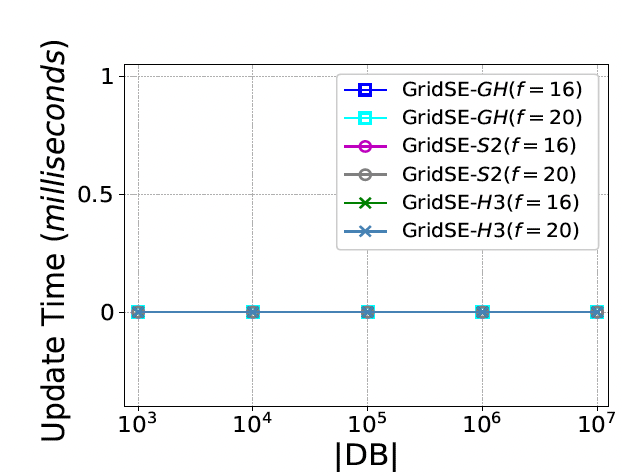 Update Time (milliseconds)
1
0.5
0
GridSE-GH(f = 16)
GridSE-GH(f = 20)
GridSE-S2(f = 16)
GridSE-S2(f = 20)
GridSE-H3(f = 16)
GridSE-H3(f = 20)
10³ 10⁴ 10⁵ 10⁶ 10⁷
|DB|